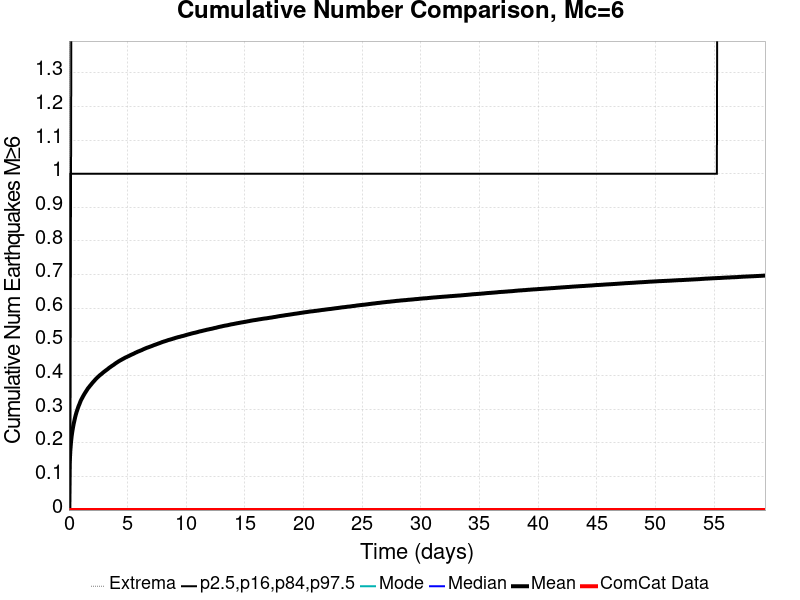 Cumulative Number Comparison, Mc=6
Cumulative Num Earthquakes M≥6
1.3
1.2
1.1
1
0.9
0.8
0.7
0.6
0.5
0.4
0.3
0.2
0.1
0
0 5 10 15 20 25 30 35 40 45 50 55
Time (days)
Extrema p2.5,p16,p84,p97.5 Mode Median Mean ComCat Data